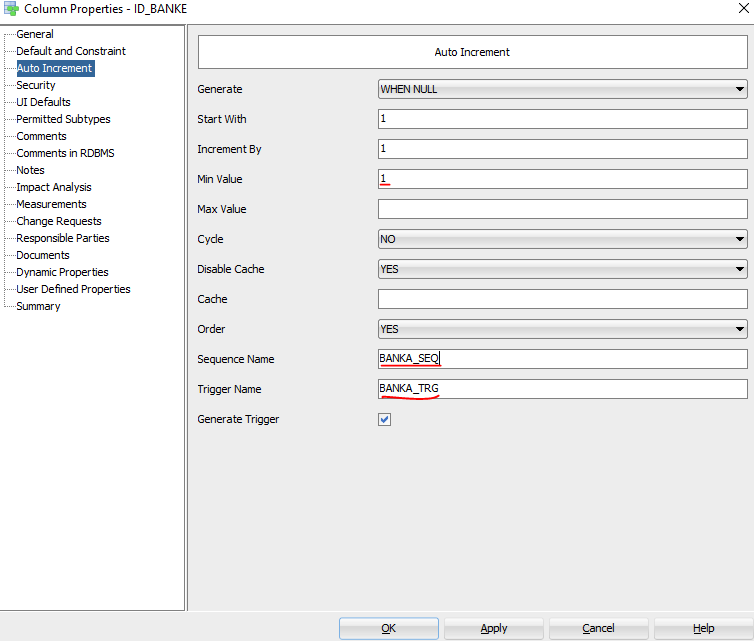 Column Properties - ID_BANKE
General
Default and Constraint
Auto Increment
Security
UI Defaults
Permitted Subtypes
Comments
Comments in RDBMS
Notes
Impact Analysis
Measurements
Change Requests
Responsible Parties
Documents
Dynamic Properties
User Defined Properties
Summary
Auto Increment
Generate WHEN NULL
Start With 1
Increment By 1
Min Value 1
Max Value
Cycle NO
Disable Cache YES
Cache
Order YES
Sequence Name BANKA_SEQ
Trigger Name BANKA_TRG
Generate Trigger
OK Apply Cancel Help